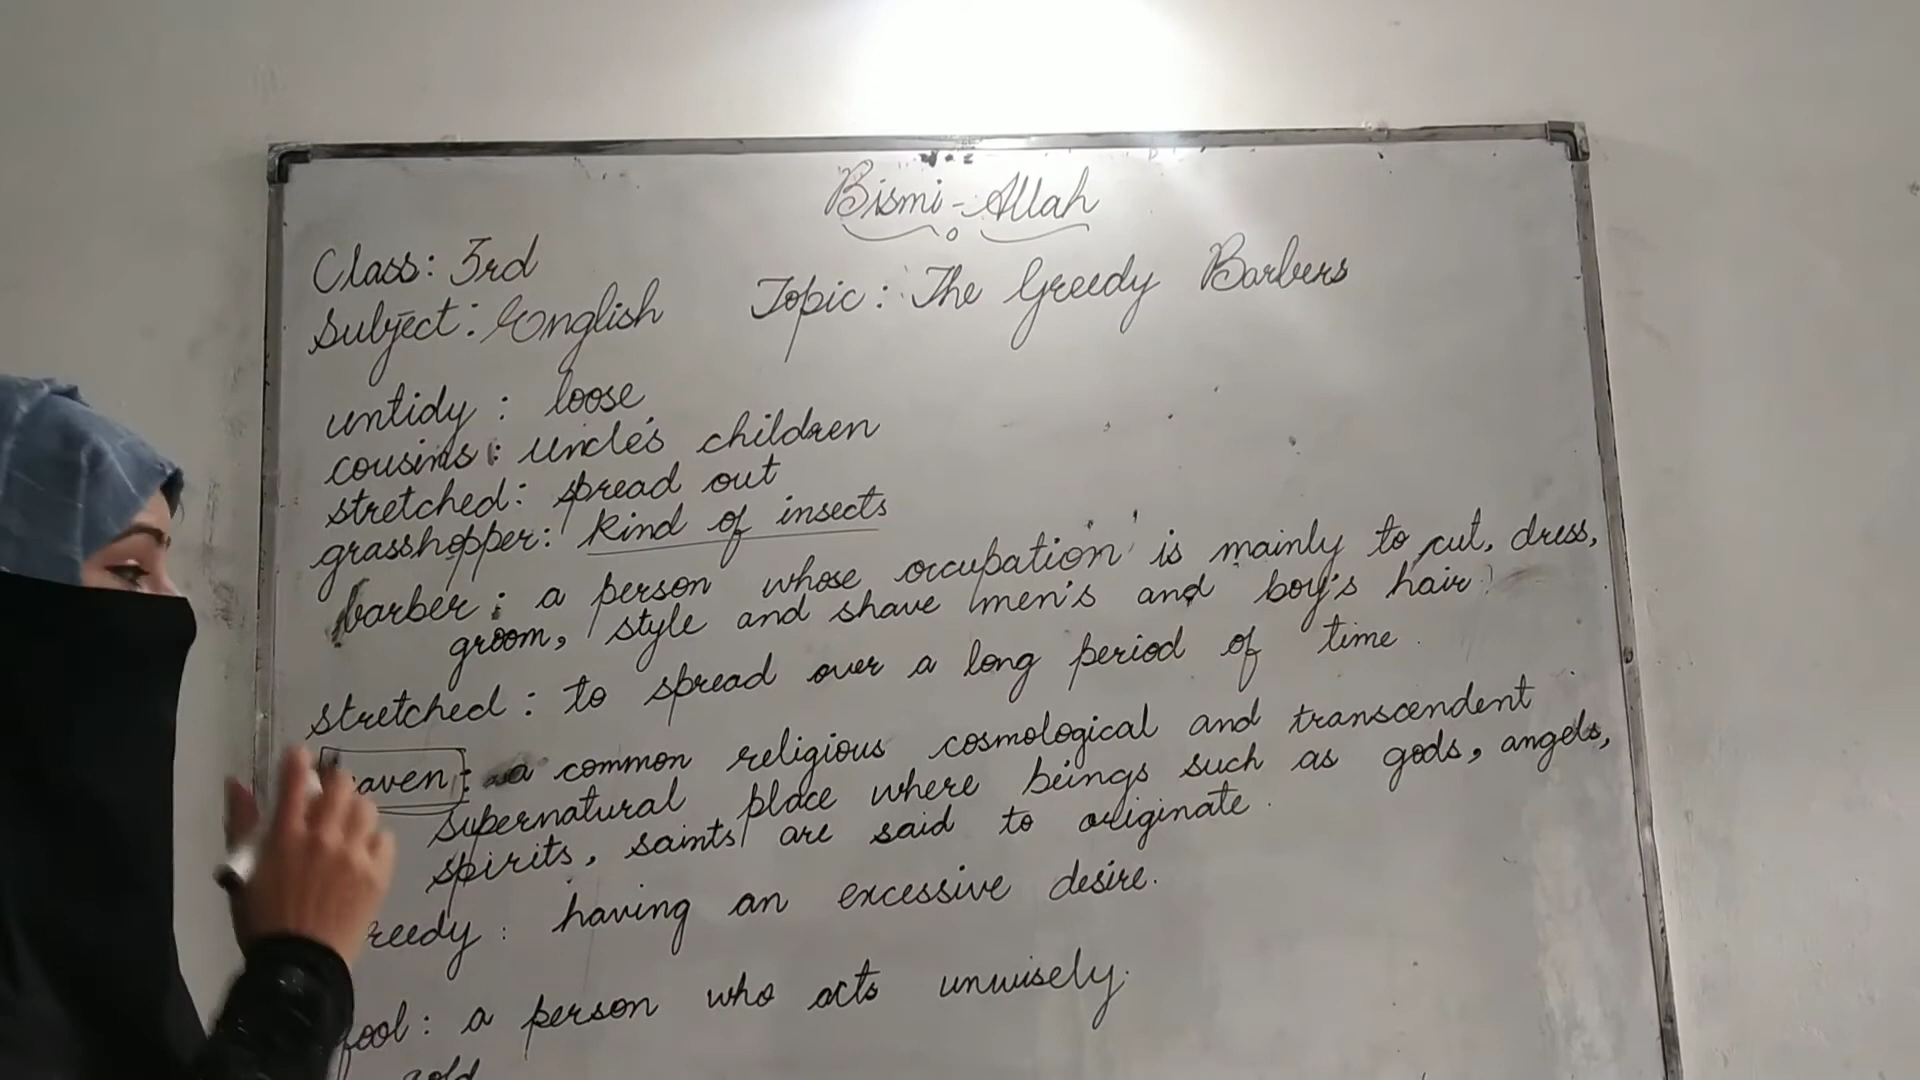 Bismi-Allah
Class: 3rd
Subject: English Topic: The Greedy Barbers
untidy: loose
cousins: uncle's children
stretched: spread out
grasshopper: kind of insects
barber: a person whose occupation is mainly to cut, dress,
groom, style and shave men's and boy's hair
stretched: to spread over a long period of time.
eaven: a common religious cosmological and transcendent
supernatural place where beings such as gods, angels,
spirits, saints are said to originate.
reedy: having an excessive desire.
fool: a person who acts unwisely.
gold